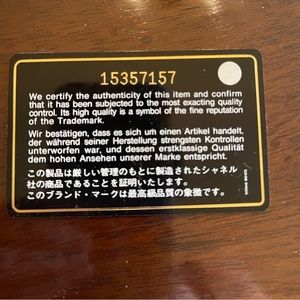 15357157
We certify the authenticity of this item and confirm
that it has been subjected to the most exacting quality
control. Its high quality is a symbol of the fine reputation
of the Trademark.
Wir bestätigen, dass es sich um einen Artikel handelt,
der während seiner Herstellung strengsten Kontrollen
unterworfen war, und dessen erstklassige Qualität
dem hohen Ansehen unserer Marke entspricht.
この製品は厳しい管理のもとに製造されたシャネル
社の商品であることを証明いたします。
このブランド・マークは最高級品質の象徴です。